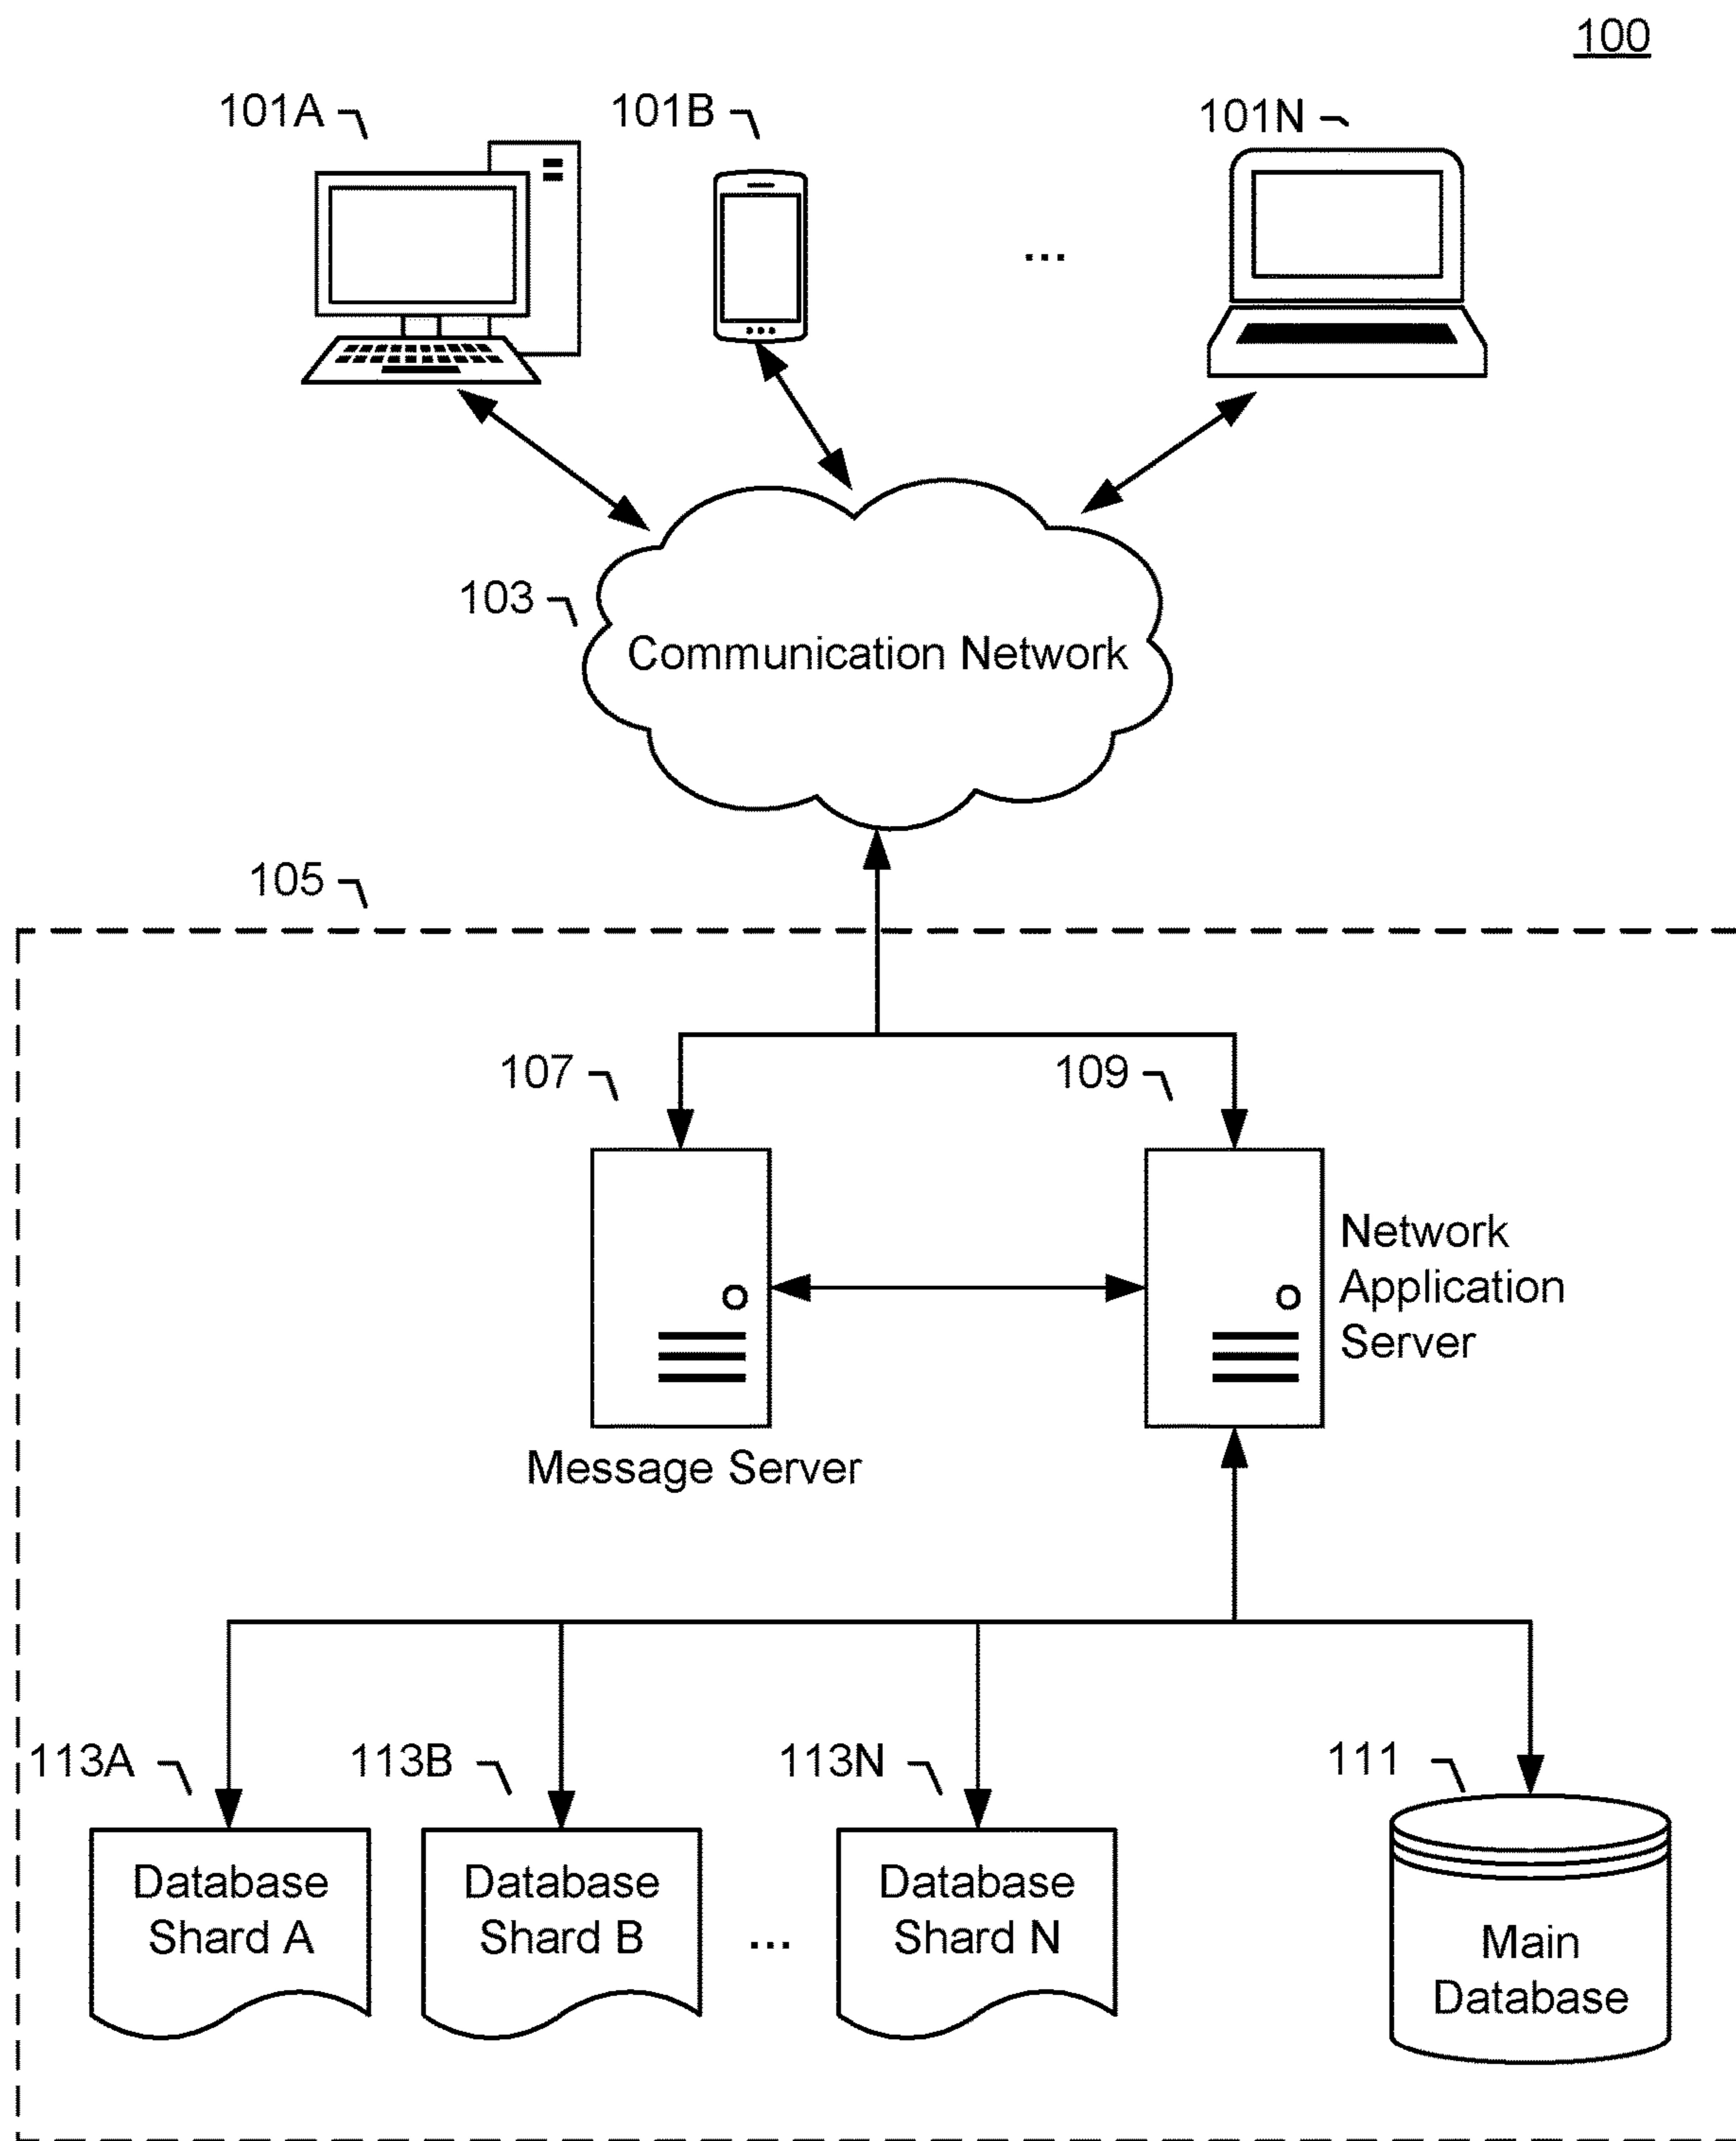 100
101A
101B
101N
...
103
Communication Network
105
107
109
Network
Application
Server
Message Server
113A
113B
113N
111
Database
Shard A
Database
Shard B
...
Database
Shard N
Main
Database